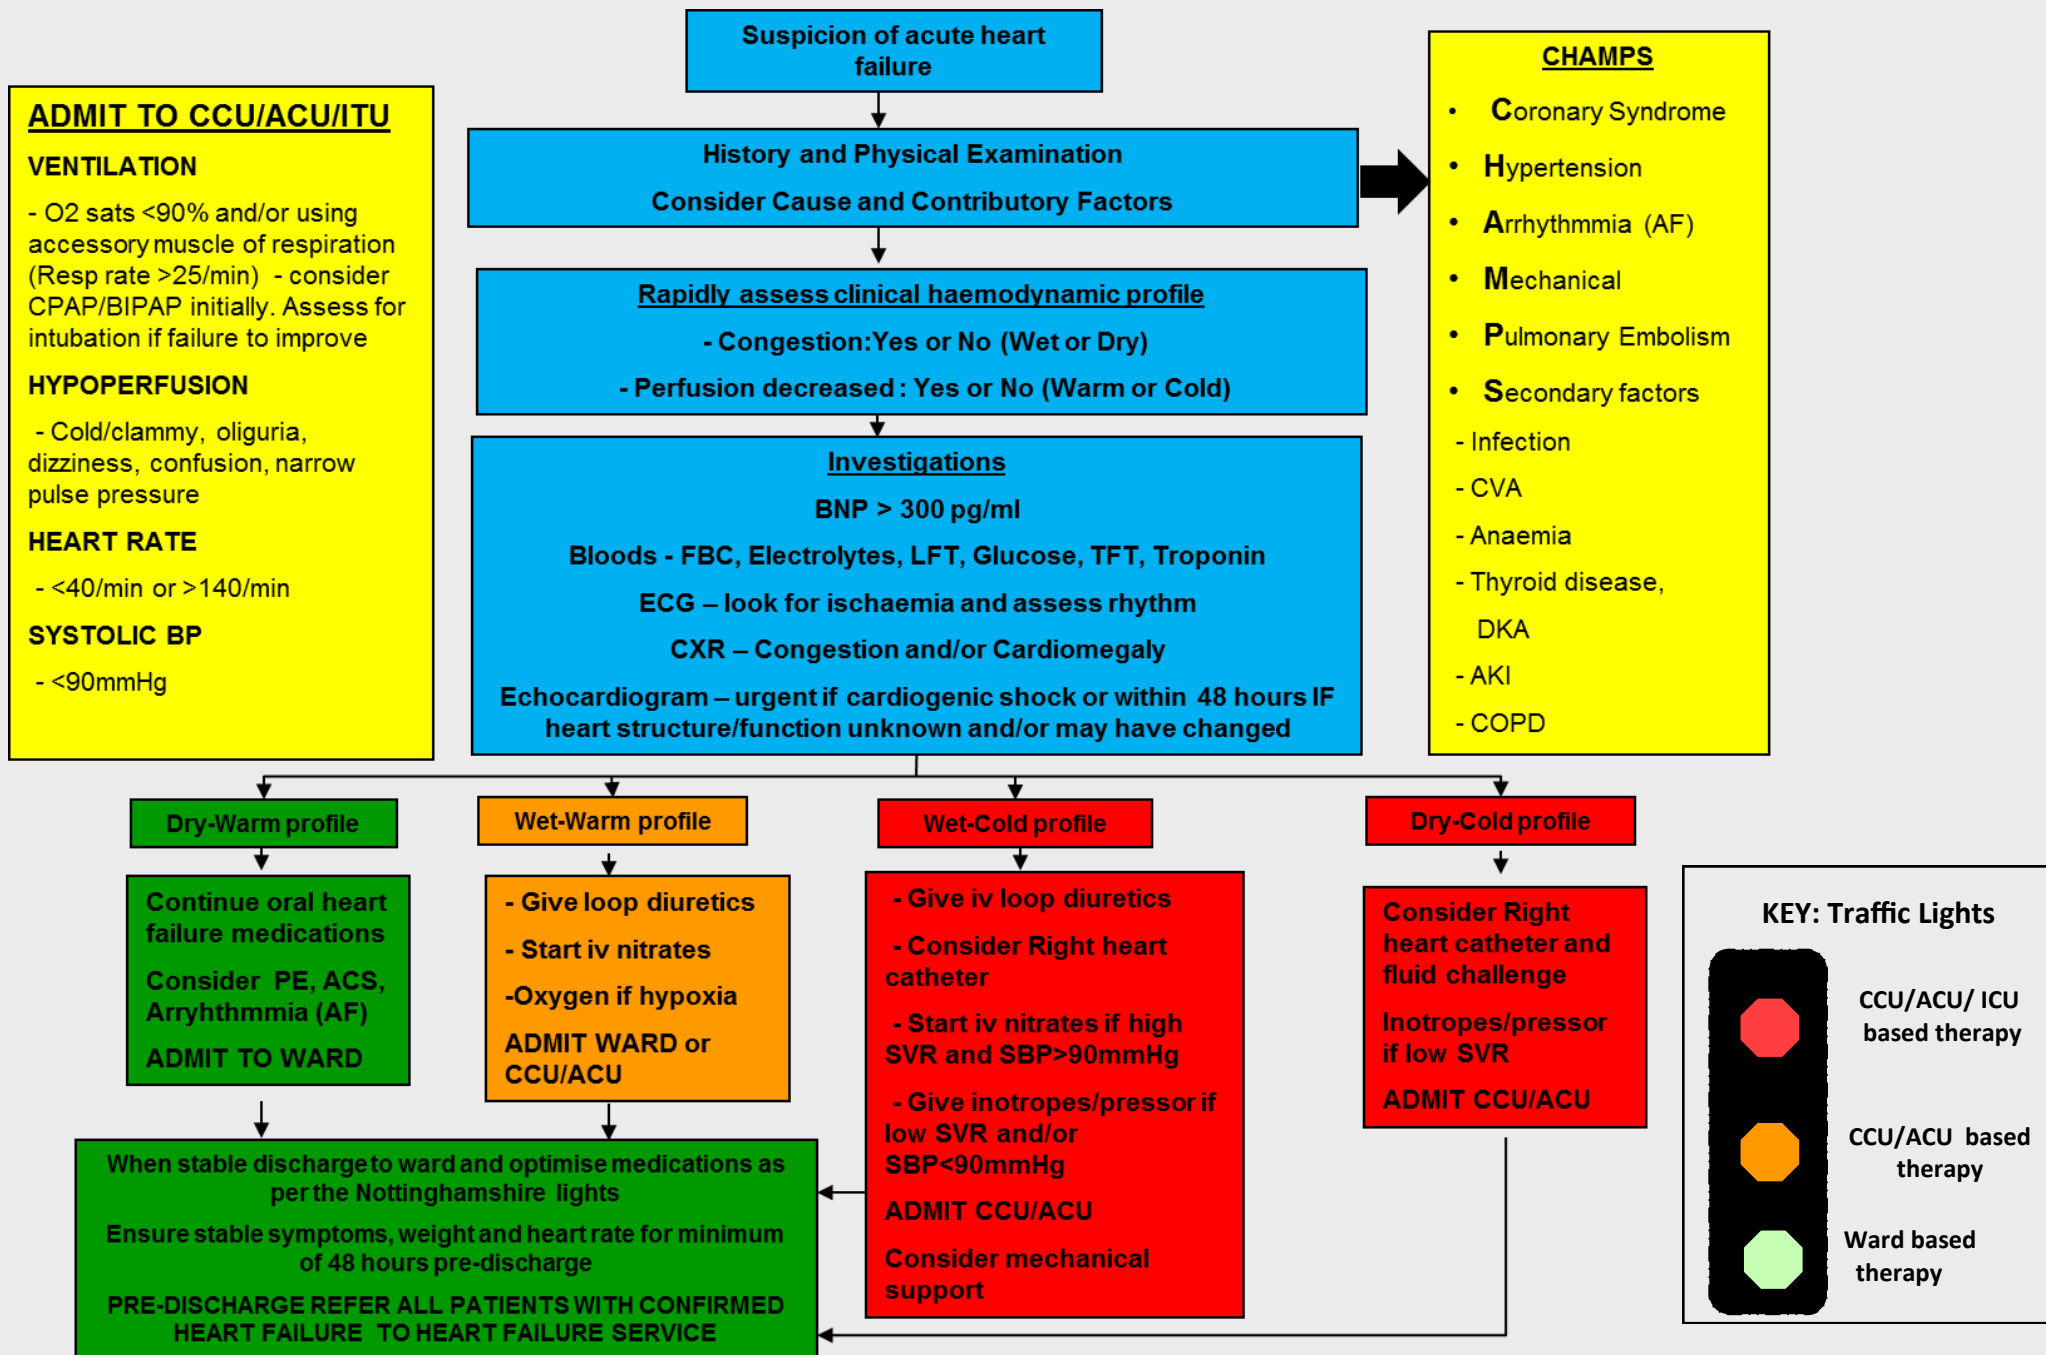 Suspicion of acute heart
failure
ADMIT TO CCU/ACU/ITU
VENTILATION
- O2 sats <90% and/or using
accessory muscle of respiration
(Resp rate >25/min) - consider
CPAP/BIPAP initially. Assess for
intubation if failure to improve
HYPOPERFUSION
- Cold/clammy, oliguria,
dizziness, confusion, narrow
pulse pressure
HEART RATE
- <40/min or >140/min
SYSTOLIC BP
- <90mmHg
History and Physical Examination
Consider Cause and Contributory Factors
CHAMPS
• Coronary Syndrome
• Hypertension
• Arrhythmmia (AF)
• Mechanical
• Pulmonary Embolism
• Secondary factors
- Infection
- CVA
- Anaemia
- Thyroid disease,
DKA
- AKI
- COPD
Rapidly assess clinical haemodynamic profile
- Congestion:Yes or No (Wet or Dry)
- Perfusion decreased : Yes or No (Warm or Cold)
Investigations
BNP > 300 pg/ml
Bloods - FBC, Electrolytes, LFT, Glucose, TFT, Troponin
ECG – look for ischaemia and assess rhythm
CXR – Congestion and/or Cardiomegaly
Echocardiogram – urgent if cardiogenic shock or within 48 hours IF
heart structure/function unknown and/or may have changed
Dry-Warm profile
Continue oral heart
failure medications
Consider PE, ACS,
Arryhthmmia (AF)
ADMIT TO WARD
Wet-Warm profile
- Give loop diuretics
- Start iv nitrates
-Oxygen if hypoxia
ADMIT WARD or
CCU/ACU
Wet-Cold profile
- Give iv loop diuretics
- Consider Right heart
catheter
- Start iv nitrates if high
SVR and SBP>90mmHg
- Give inotropes/pressor if
low SVR and/or
SBP<90mmHg
ADMIT CCU/ACU
Consider mechanical
support
Dry-Cold profile
Consider Right
heart catheter and
fluid challenge
Inotropes/pressor
if low SVR
ADMIT CCU/ACU
When stable discharge to ward and optimise medications as
per the Nottinghamshire lights
Ensure stable symptoms, weight and heart rate for minimum
of 48 hours pre-discharge
PRE-DISCHARGE REFER ALL PATIENTS WITH CONFIRMED
HEART FAILURE TO HEART FAILURE SERVICE
KEY: Traffic Lights
CCU/ACU/ ICU
based therapy
CCU/ACU based
therapy
Ward based
therapy